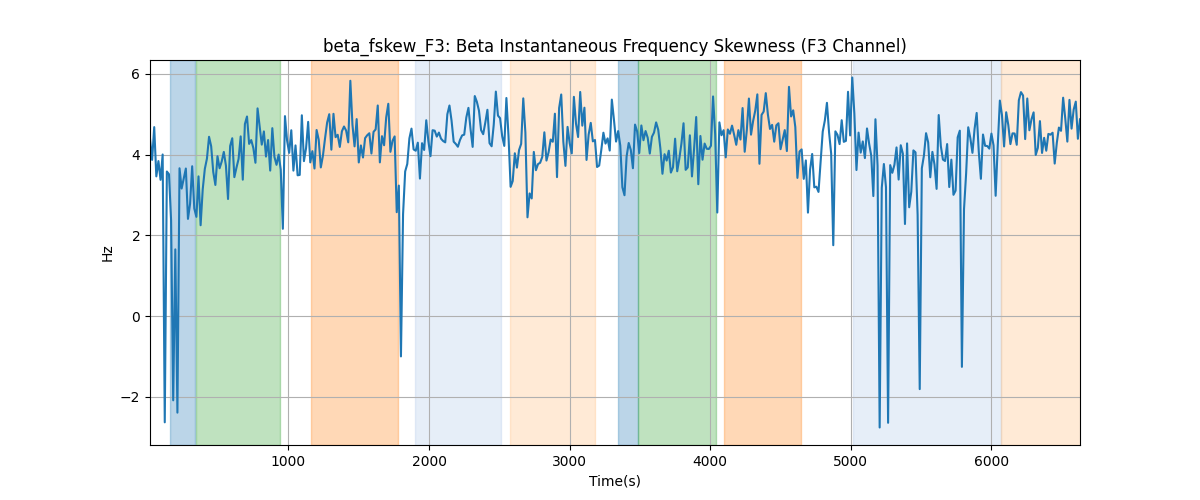 beta_fskew_F3: Beta Instantaneous Frequency Skewness (F3 Channel)
6
4
2
0
−2
Hz
1000 2000 3000 4000 5000 6000
Time(s)